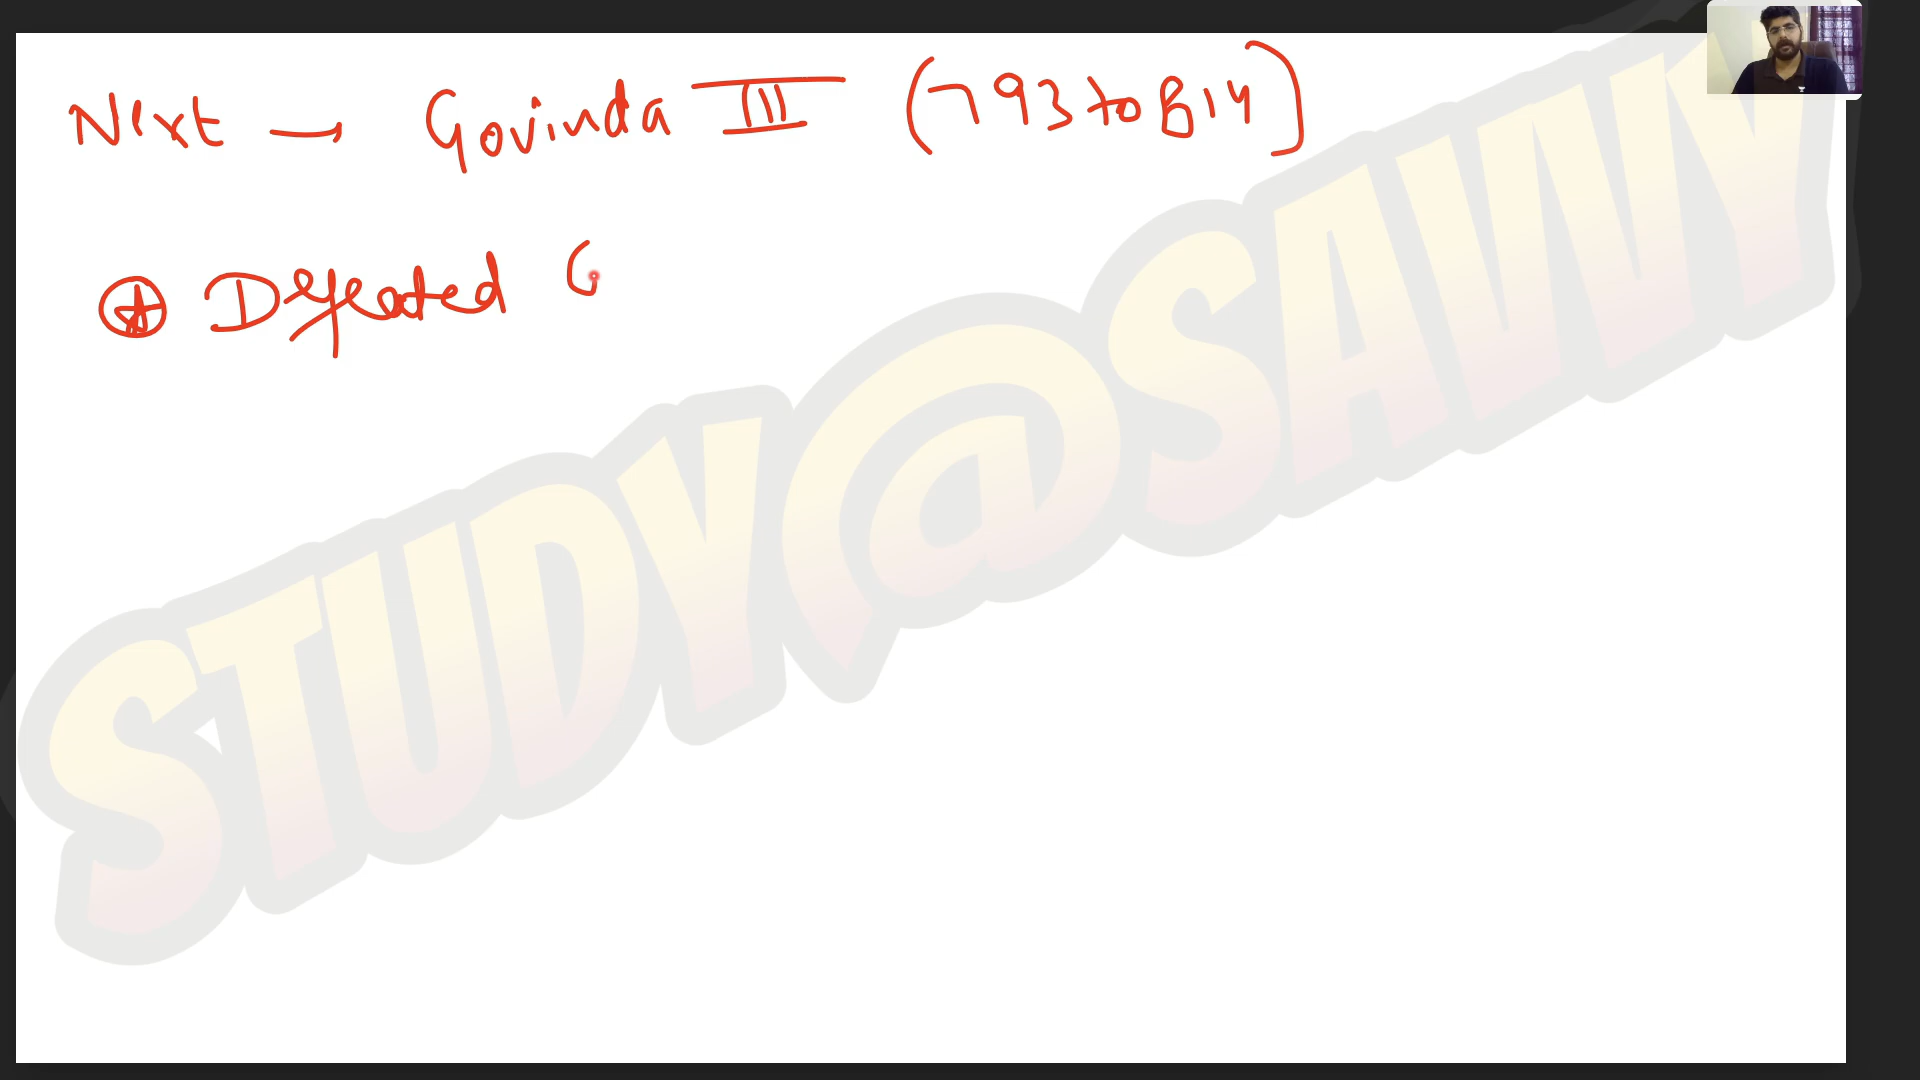 Next → Govinda III (793 to 814)
Defeated G
STUDY@SAVVY